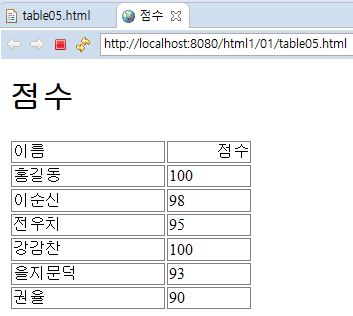 table05.html 점수
http://localhost:8080/html1/01/table05.html
점수
이름 점수
홍길동 100
이순신 98
전우치 95
강감찬 100
을지문덕 93
권율 90